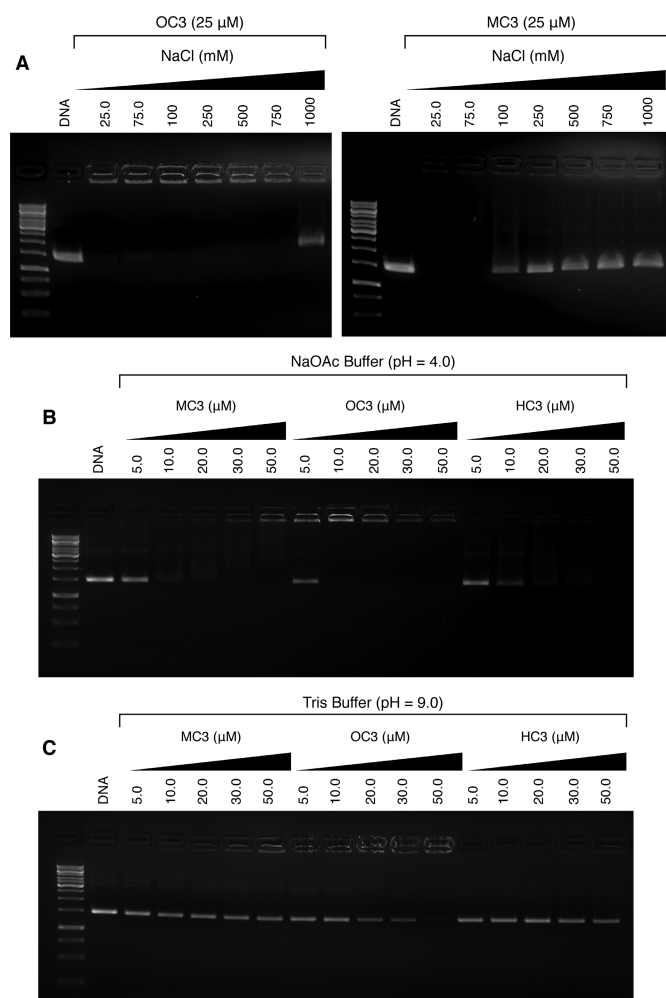 OC3 (25 µM)
MC3 (25 µM)
A
NaCl (mM)
NaCl (mM)
DNA
25.0
75.0
100
250
500
750
1000
DNA
25.0
75.0
100
250
500
750
1000
NaOAc Buffer (pH = 4.0)
B
MC3 (µM)
OC3 (µM)
HC3 (µM)
DNA
5.0
10.0
20.0
30.0
50.0
5.0
10.0
20.0
30.0
50.0
5.0
10.0
20.0
30.0
50.0
Tris Buffer (pH = 9.0)
C
MC3 (µM)
OC3 (µM)
HC3 (µM)
DNA
5.0
10.0
20.0
30.0
50.0
5.0
10.0
20.0
30.0
50.0
5.0
10.0
20.0
30.0
50.0